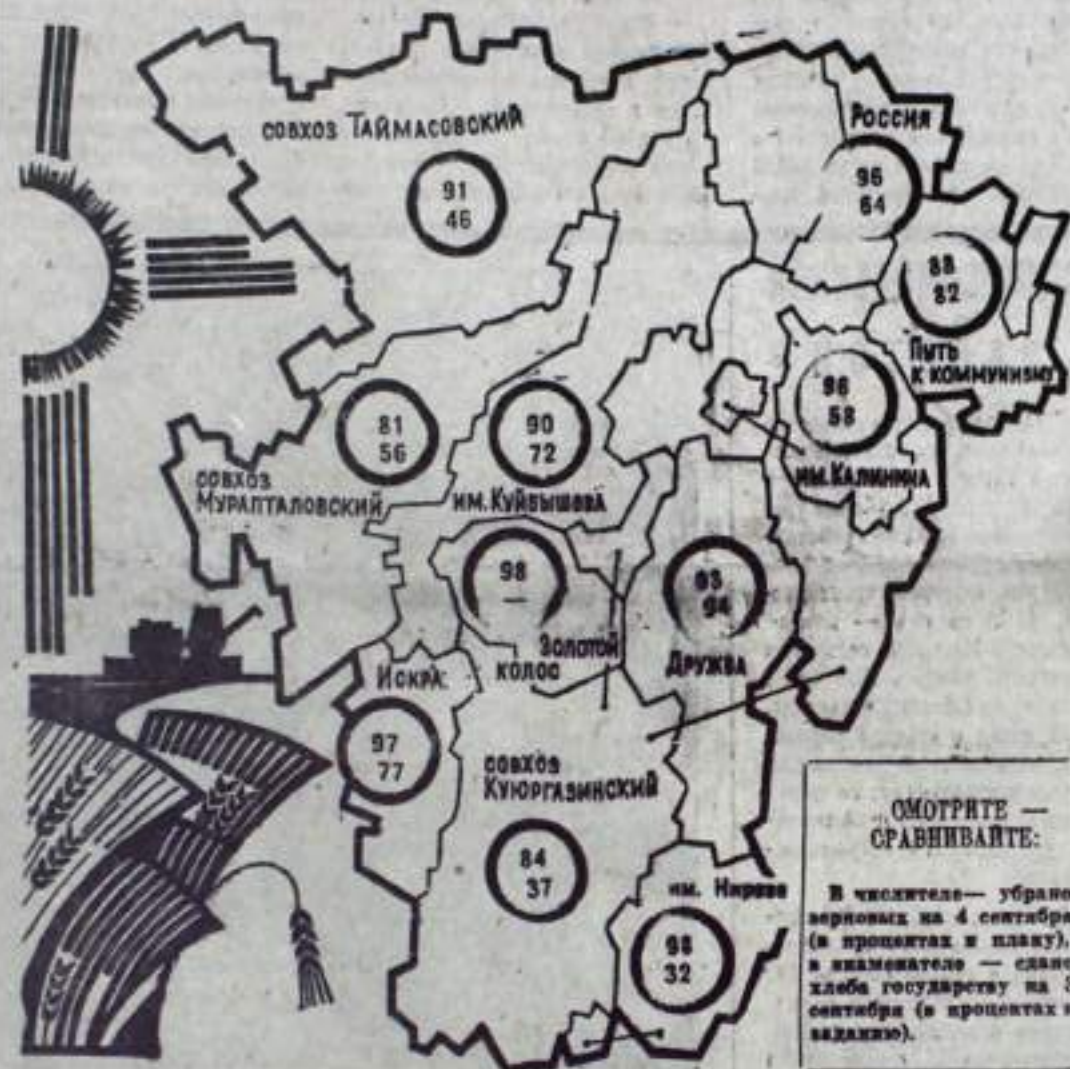 совхоз Таймасовский
91
46
Россия
96
64
88
82
Путь
к коммунизму
96
58
им. Калинина
81
56
совхоз
Мурапталовский
90
72
им. Куйбышева
98
—
Золотой
колос
93
94
Дружба
Искра
97
77
совхоз
Куюргазинский
84
37
им. Кирова
98
32
СМОТРИТЕ —
СРАВНИВАЙТЕ:
В числителе— убрано
зерновых на 4 сентября
(в процентах к плану),
в знаменателе — сдано
хлеба государству на 3
сентября (в процентах к
заданию).